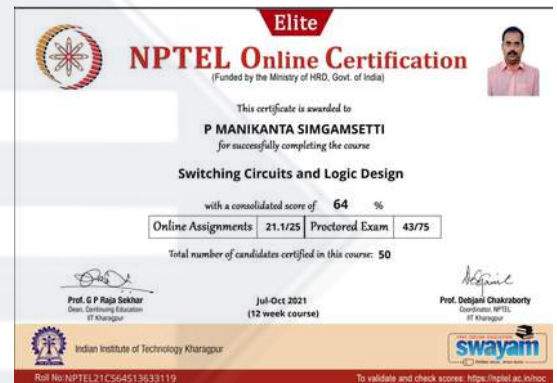 Elite
NPTEL Online Certification
(Funded by the Ministry of HRD, Govt. of India)
This certificate is awarded to
P MANIKANTA SIMGAMSETTI
for successfully completing the course
Switching Circuits and Logic Design
with a consolidated score of 64 %
Online Assignments 21.1/25 Proctored Exam 43/75
Total number of candidates certified in this course: 50
Prof. G P Raja Sekhar
Dean, Continuing Education
IIT Kharagpur
Jul-Oct 2021
(12 week course)
Prof. Debjani Chakraborty
Coordinator, NPTEL
IIT Kharagpur
Indian Institute of Technology Kharagpur
swayam
Roll No:NPTEL21CS64S13633119
To validate and check scores: https://nptel.ac.in/noc